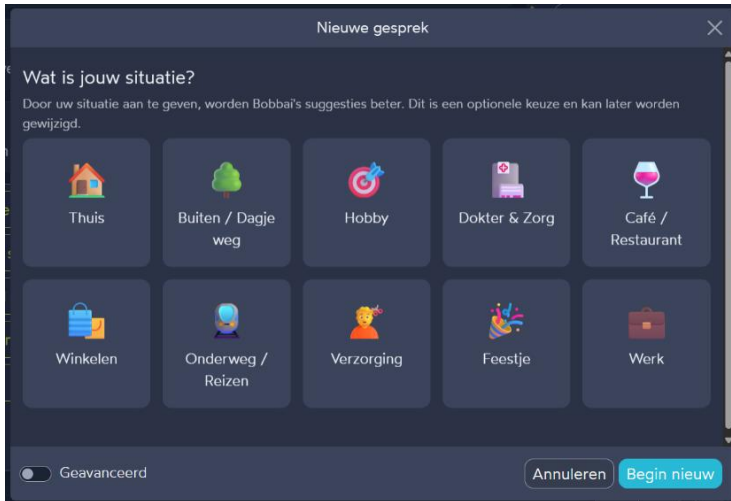 Nieuwe gesprek
Wat is jouw situatie?
Door uw situatie aan te geven, worden Bobbai's suggesties beter. Dit is een optionele keuze en kan later worden
gewijzigd.
Thuis
Buiten / Dagje
weg
Hobby
Dokter & Zorg
Café /
Restaurant
Winkelen
Onderweg /
Reizen
Verzorging
Feestje
Werk
Geavanceerd
Annuleren
Begin nieuw